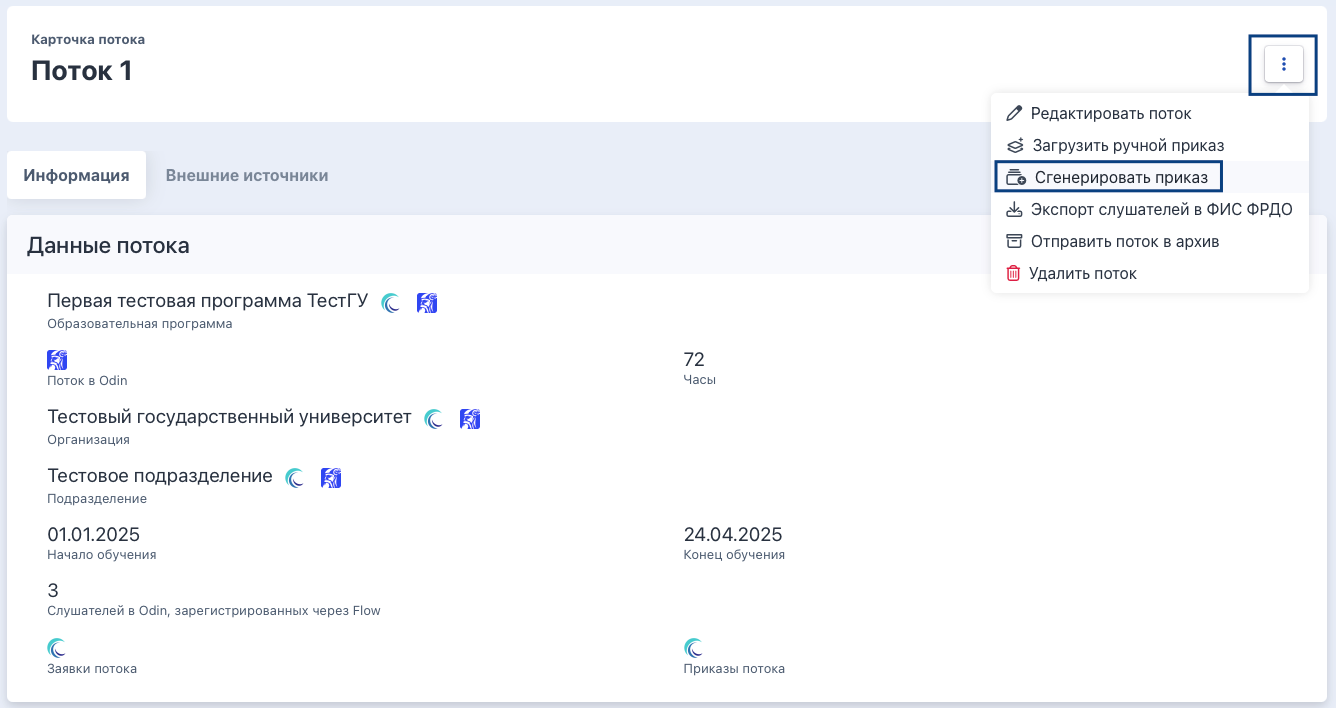 Карточка потока
Поток 1
Редактировать поток
Загрузить ручной приказ
Сгенерировать приказ
Экспорт слушателей в ФИС ФРДО
Отправить поток в архив
Удалить поток
Информация
Внешние источники
Данные потока
Первая тестовая программа ТестГУ
Образовательная программа
Поток в Odin
72
Часы
Тестовый государственный университет
Организация
Тестовое подразделение
Подразделение
01.01.2025
Начало обучения
24.04.2025
Конец обучения
3
Слушателей в Odin, зарегистрированных через Flow
Заявки потока
Приказы потока